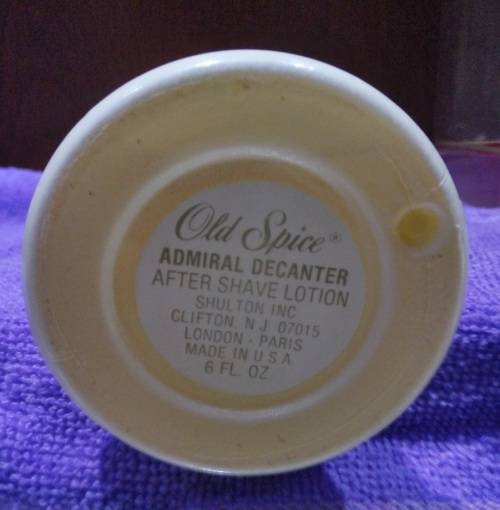 Old Spice®
ADMIRAL DECANTER
AFTER SHAVE LOTION
SHULTON INC
CLIFTON, N J 07015
LONDON - PARIS
MADE IN U S A
6 FL. OZ